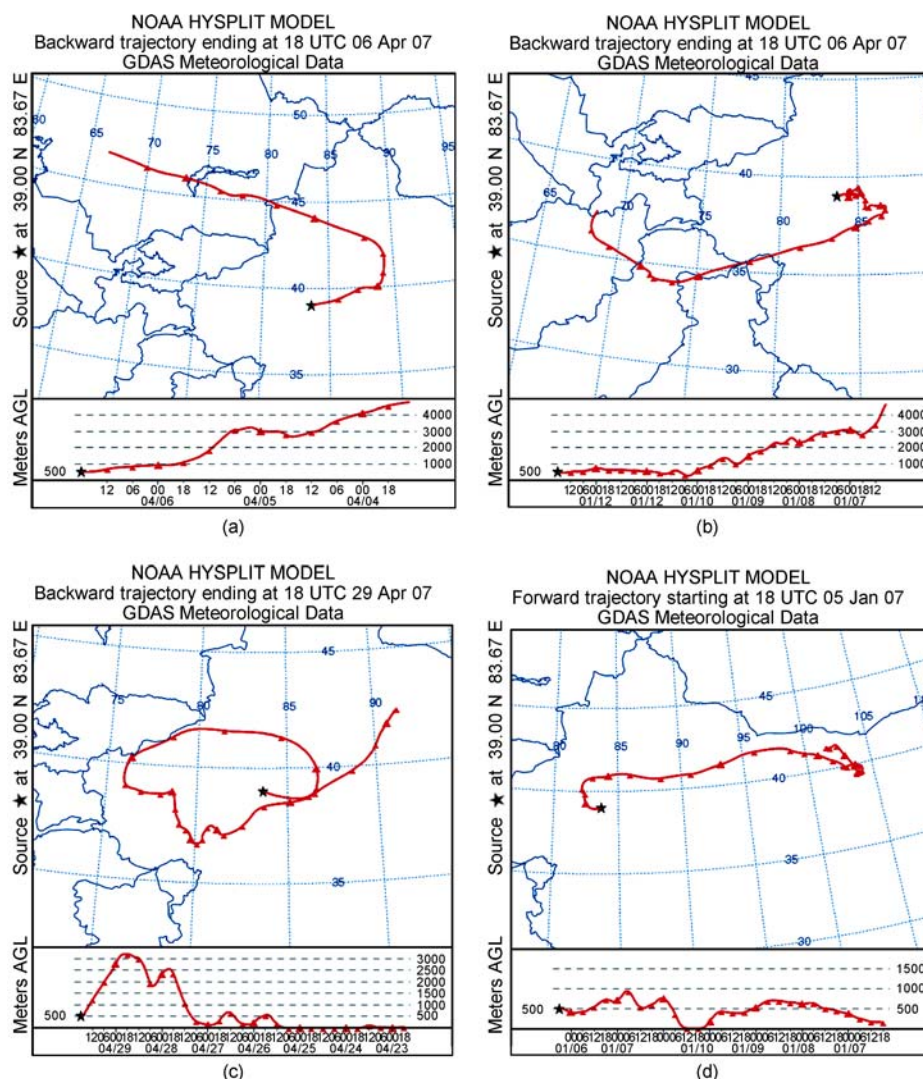 NOAA HYSPLIT MODEL
Backward trajectory ending at 18 UTC 06 Apr 07
GDAS Meteorological Data
Source ★ at 39.00 N 83.67 E
60 65 70 75 80 85 90 95
50
45
40
35
Meters AGL
500
4000
3000
2000
1000
12 06 00 18 12 06 00 18 12 00 18
04/06 04/05 04/04
(a)
NOAA HYSPLIT MODEL
Backward trajectory ending at 18 UTC 06 Apr 07
GDAS Meteorological Data
Source ★ at 39.00 N 83.67 E
45
40
65 70 75 80 85
35
30
Meters AGL
500
4000
3000
2000
1000
12060018120600181206001812060018120600181206001812
01/12 01/12 01/10 01/09 01/08 01/07
(b)
NOAA HYSPLIT MODEL
Backward trajectory ending at 18 UTC 29 Apr 07
GDAS Meteorological Data
Source ★ at 39.00 N 83.67 E
45
75 80 85 90
40
35
Meters AGL
500
3000
2500
2000
1500
1000
500
12060018120600181206001812060018120600181206001812060018
04/29 04/28 04/27 04/26 04/25 04/24 04/23
(c)
NOAA HYSPLIT MODEL
Forward trajectory starting at 18 UTC 05 Jan 07
GDAS Meteorological Data
Source ★ at 39.00 N 83.67 E
80 85 90 95 100 105 110
45
40
35
30
Meters AGL
500
1500
1000
500
01/06 01/07 01/10 01/09 01/08 01/07
(d)